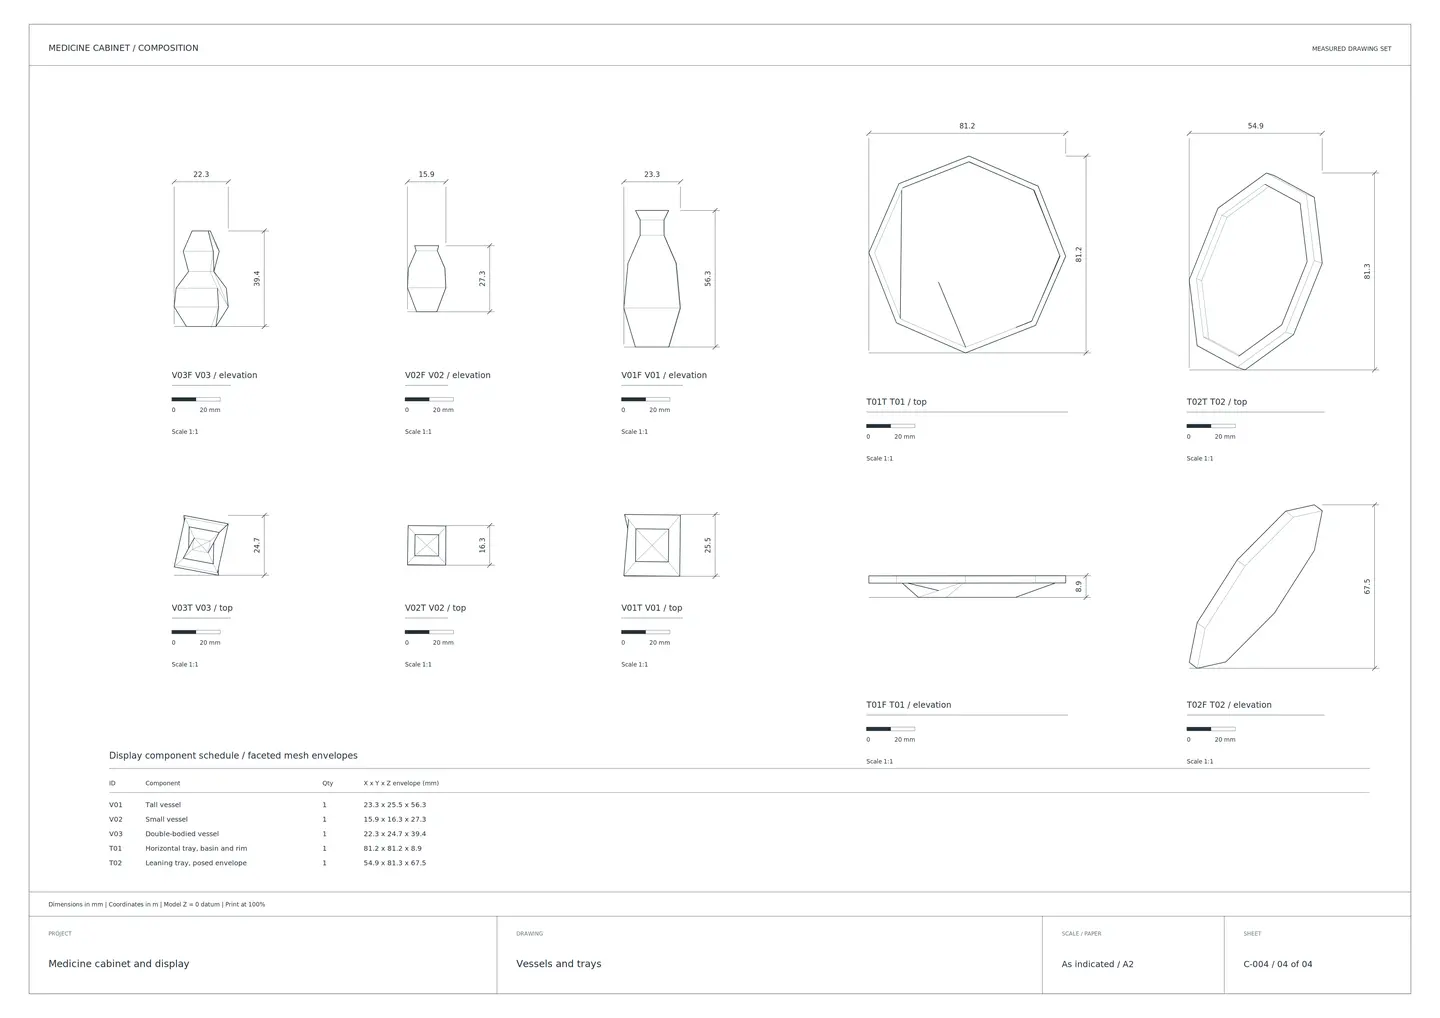 MEDICINE CABINET / COMPOSITION
MEASURED DRAWING SET
22.3
39.4
V03F V03 / elevation
0 20 mm
Scale 1:1
15.9
27.3
V02F V02 / elevation
0 20 mm
Scale 1:1
23.3
56.3
V01F V01 / elevation
0 20 mm
Scale 1:1
81.2
81.2
T01T T01 / top
0 20 mm
Scale 1:1
54.9
81.3
T02T T02 / top
0 20 mm
Scale 1:1
24.7
V03T V03 / top
0 20 mm
Scale 1:1
16.3
V02T V02 / top
0 20 mm
Scale 1:1
25.5
V01T V01 / top
0 20 mm
Scale 1:1
8.9
T01F T01 / elevation
0 20 mm
Scale 1:1
67.5
T02F T02 / elevation
0 20 mm
Scale 1:1
Display component schedule / faceted mesh envelopes
ID Component Qty X x Y x Z envelope (mm)
V01 Tall vessel 1 23.3 x 25.5 x 56.3
V02 Small vessel 1 15.9 x 16.3 x 27.3
V03 Double-bodied vessel 1 22.3 x 24.7 x 39.4
T01 Horizontal tray, basin and rim 1 81.2 x 81.2 x 8.9
T02 Leaning tray, posed envelope 1 54.9 x 81.3 x 67.5
Dimensions in mm | Coordinates in m | Model Z = 0 datum | Print at 100%
PROJECT
Medicine cabinet and display
DRAWING
Vessels and trays
SCALE / PAPER
As indicated / A2
SHEET
C-004 / 04 of 04